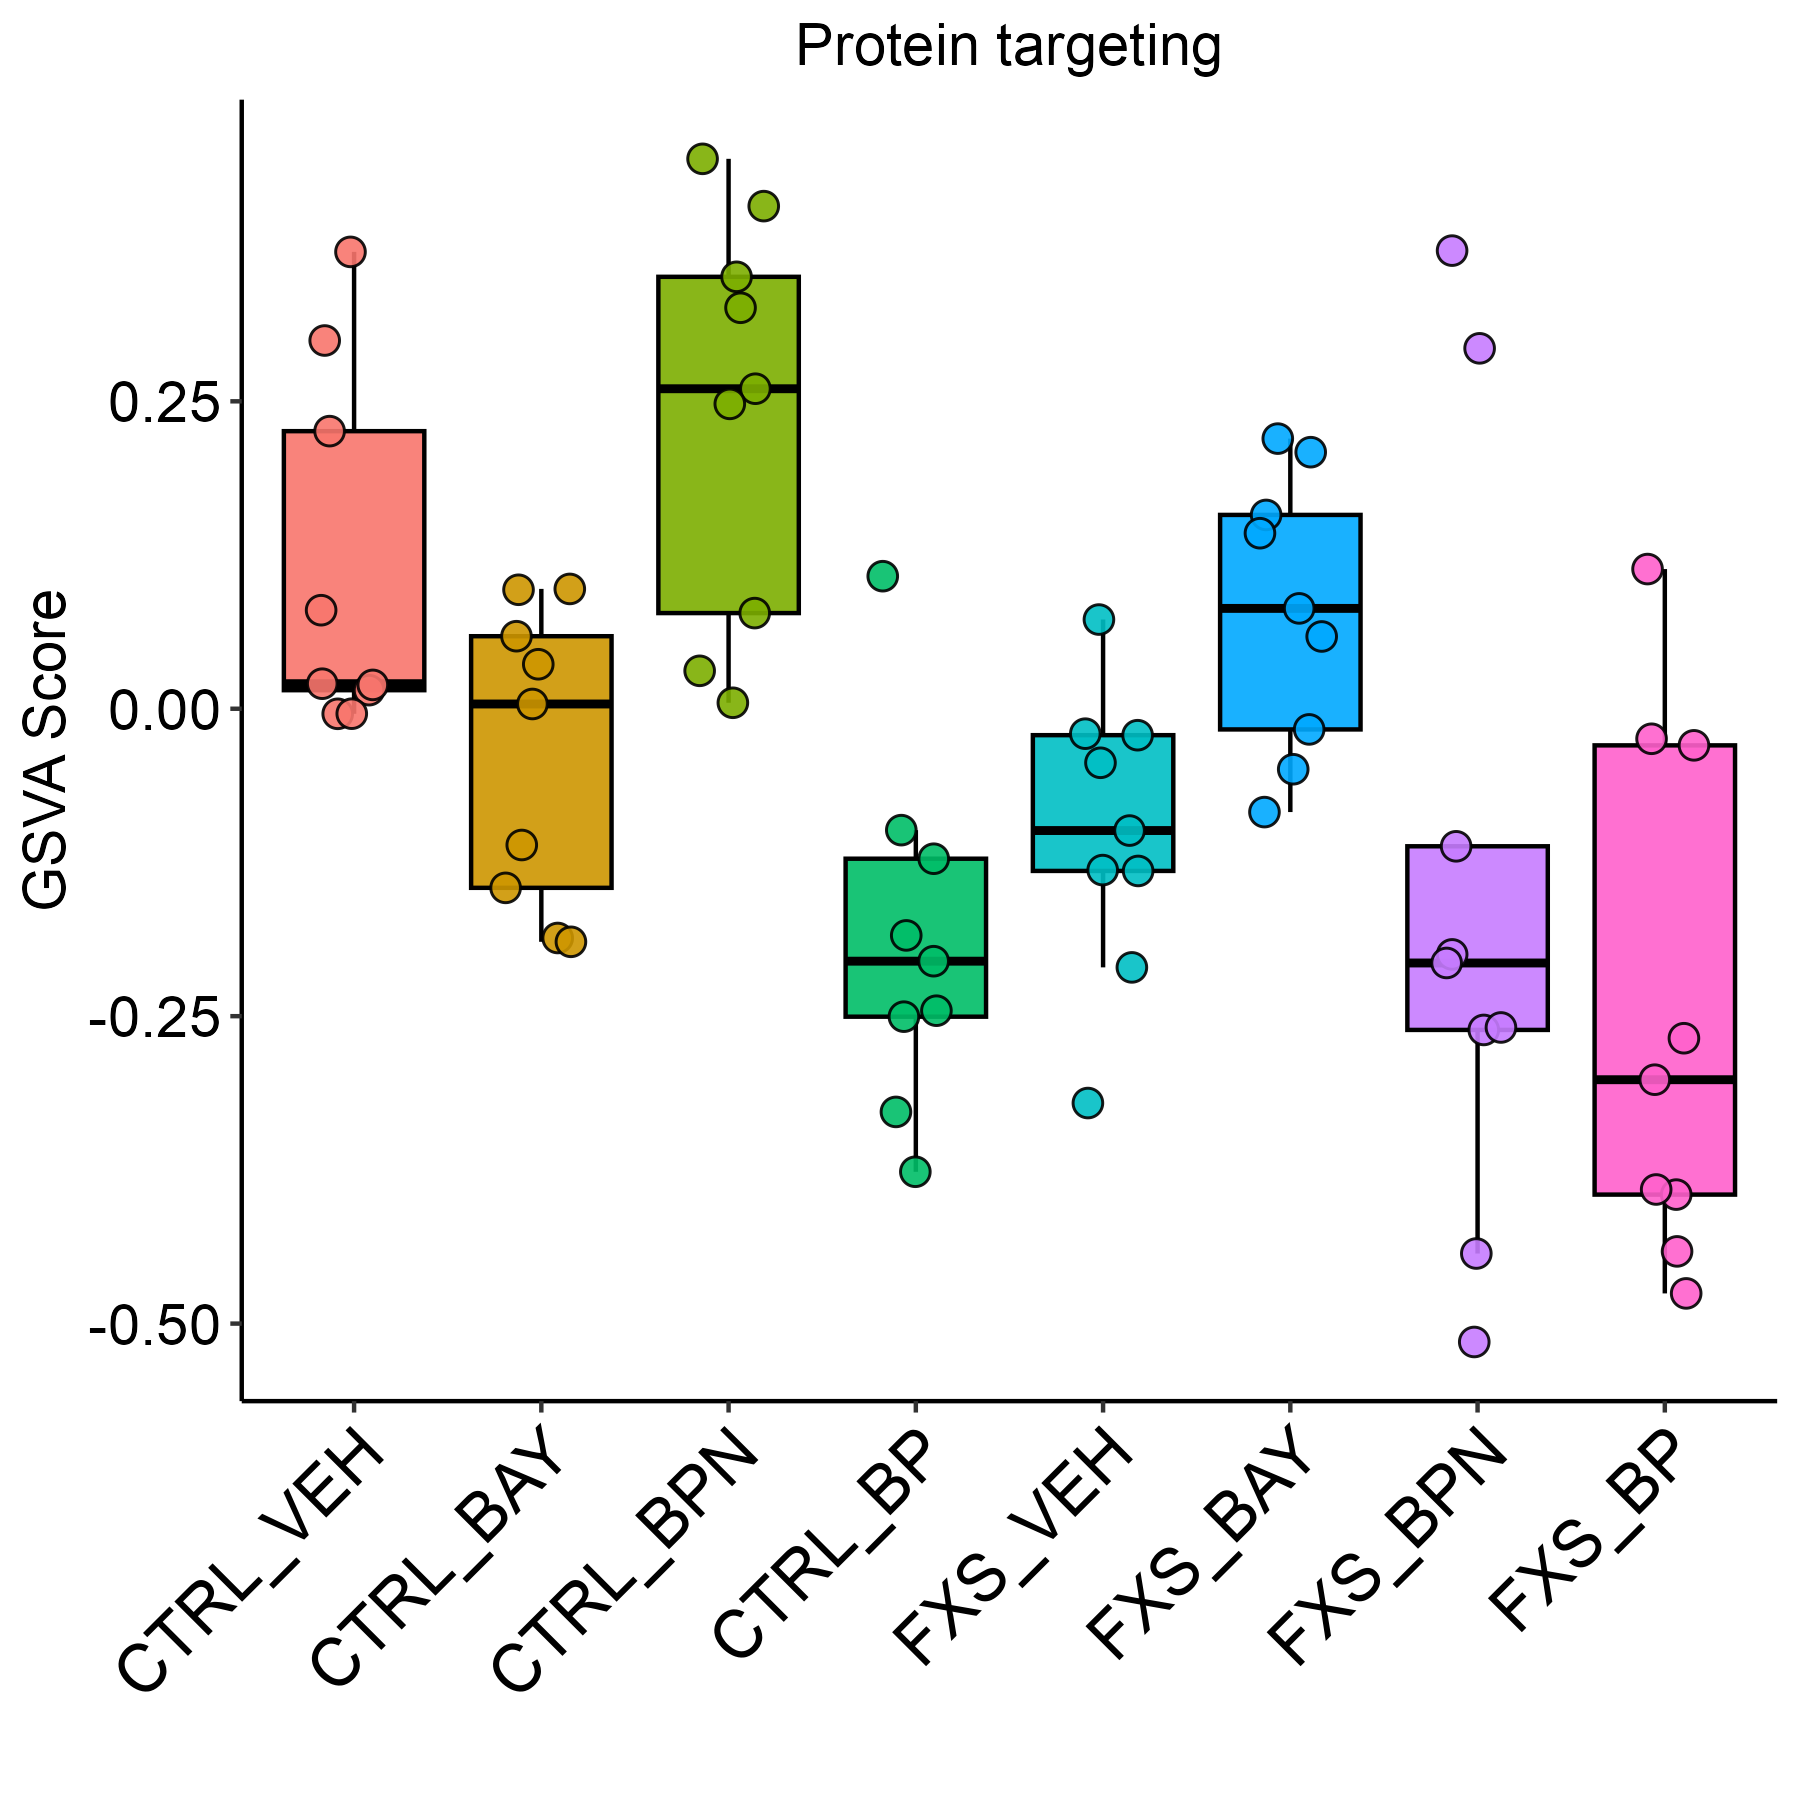 Protein targeting
GSVA Score
0.25
0.00
-0.25
-0.50
CTRL_VEH
CTRL_BAY
CTRL_BPN
CTRL_BP
FXS_VEH
FXS_BAY
FXS_BPN
FXS_BP